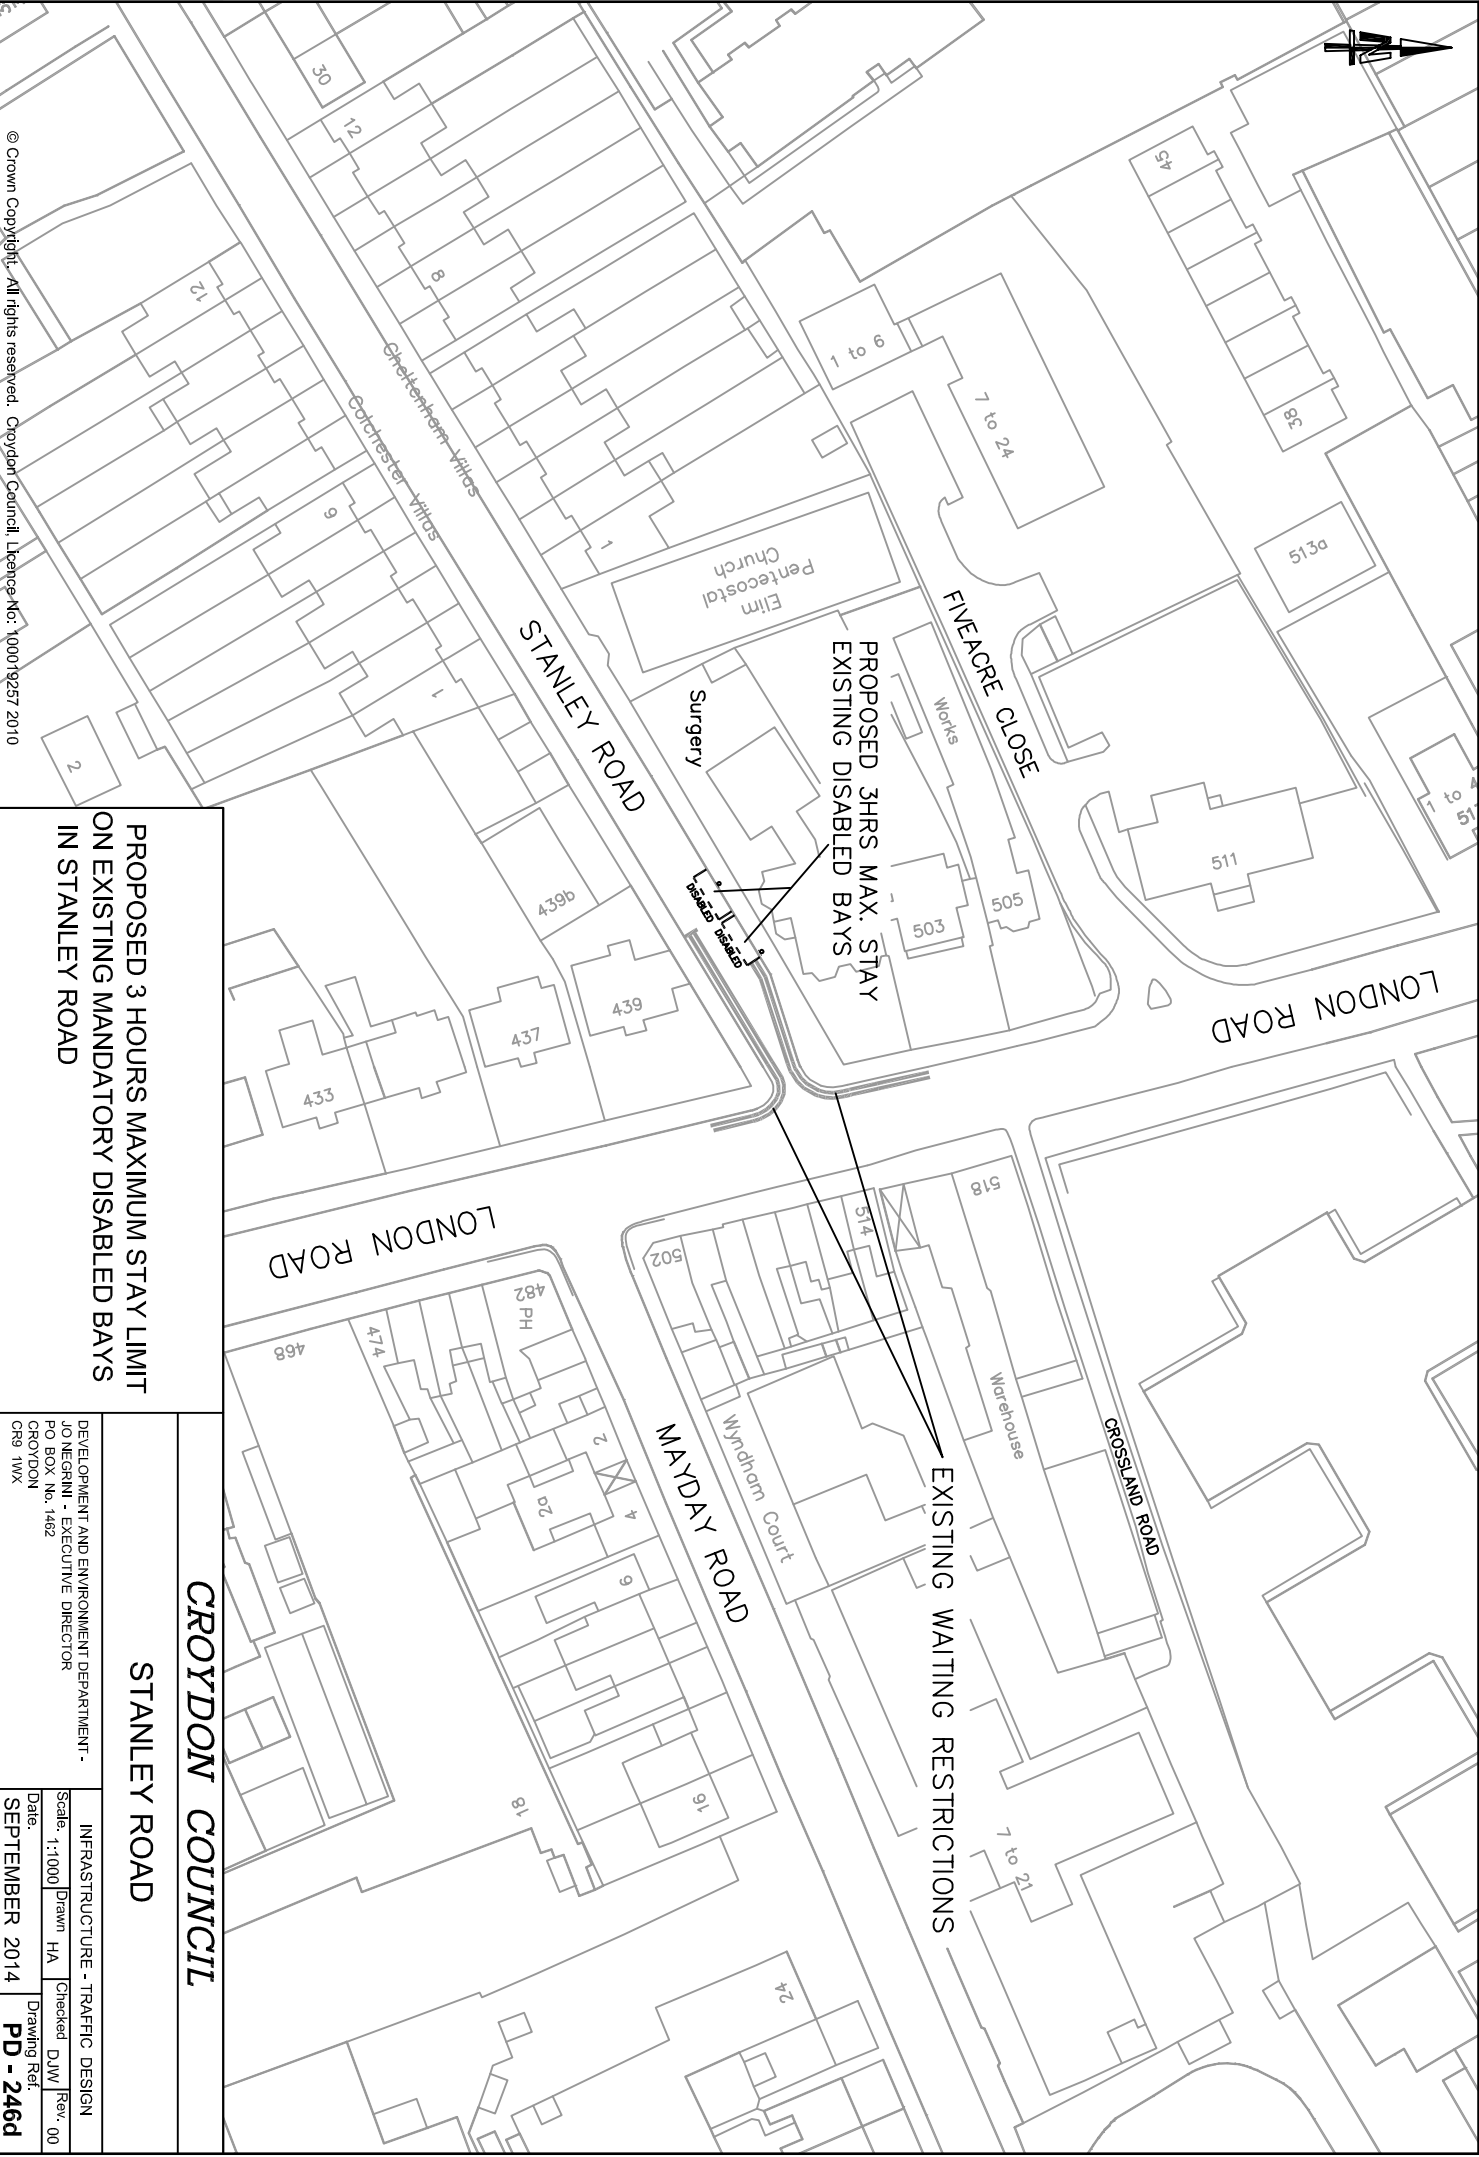 N
45
38
513a
1 to 4
51
30
12
8
1 to 6
7 to 24
FIVEACRE CLOSE
511
LONDON ROAD
Cheltenham Villas
Colchester Villas
1
Elim
Pentecostal
Church
Works
505
503
PROPOSED 3HRS MAX. STAY
EXISTING DISABLED BAYS
Surgery
STANLEY ROAD
DISABLED
DISABLED
12
9
1
2
439b
439
437
433
LONDON ROAD
518
514
502
Warehouse
CROSSLAND ROAD
EXISTING WAITING RESTRICTIONS
Wyndham Court
MAYDAY ROAD
482
PH
474
468
2
2a
4
6
16
18
24
7 to 21
© Crown Copyright. All rights reserved. Croydon Council, Licence No: 100019257 2010
PROPOSED 3 HOURS MAXIMUM STAY LIMIT
ON EXISTING MANDATORY DISABLED BAYS
IN STANLEY ROAD
CROYDON COUNCIL
STANLEY ROAD
DEVELOPMENT AND ENVIRONMENT DEPARTMENT -
JO NEGRINI - EXECUTIVE DIRECTOR
PO BOX No. 1462
CROYDON
CR9 1WX
INFRASTRUCTURE - TRAFFIC DESIGN
Scale. 1:1000 Drawn HA Checked DJW Rev. 00
Date. SEPTEMBER 2014
Drawing Ref. PD - 246d